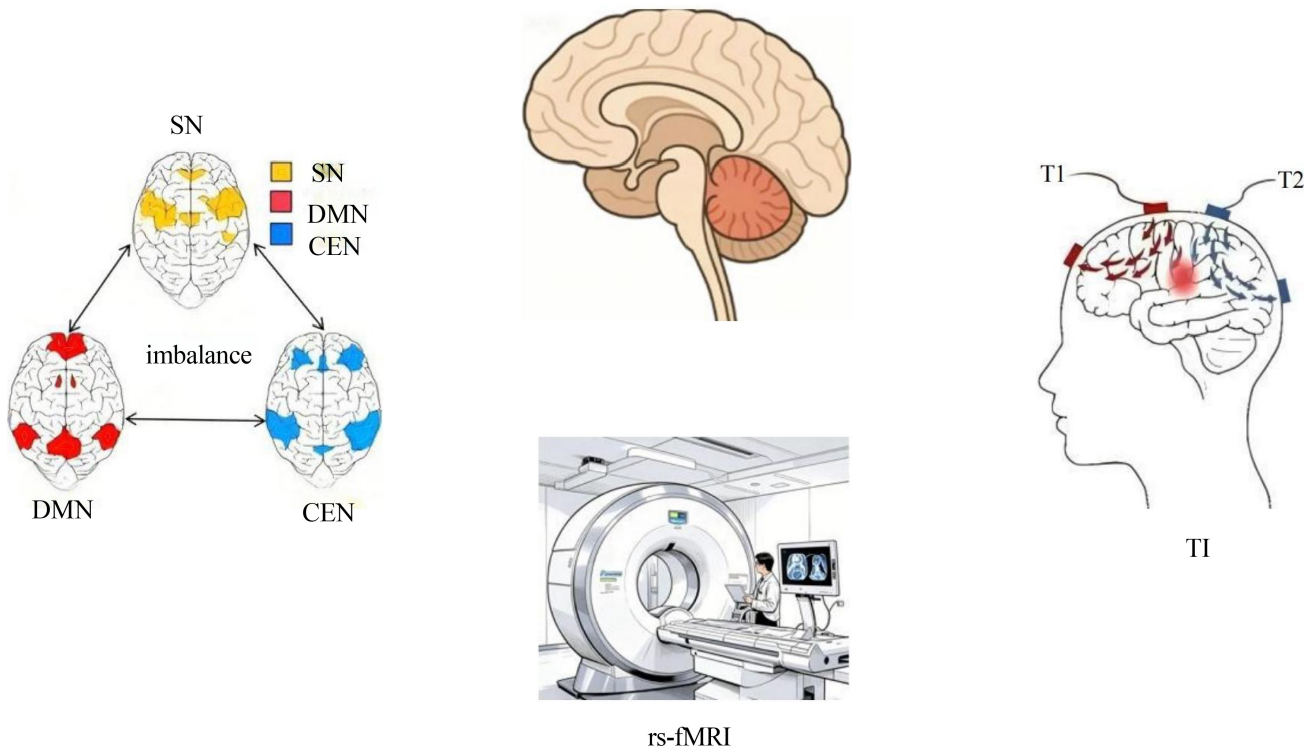 SN
SN
DMN
CEN
imbalance
DMN
CEN
T1
T2
TI
rs-fMRI